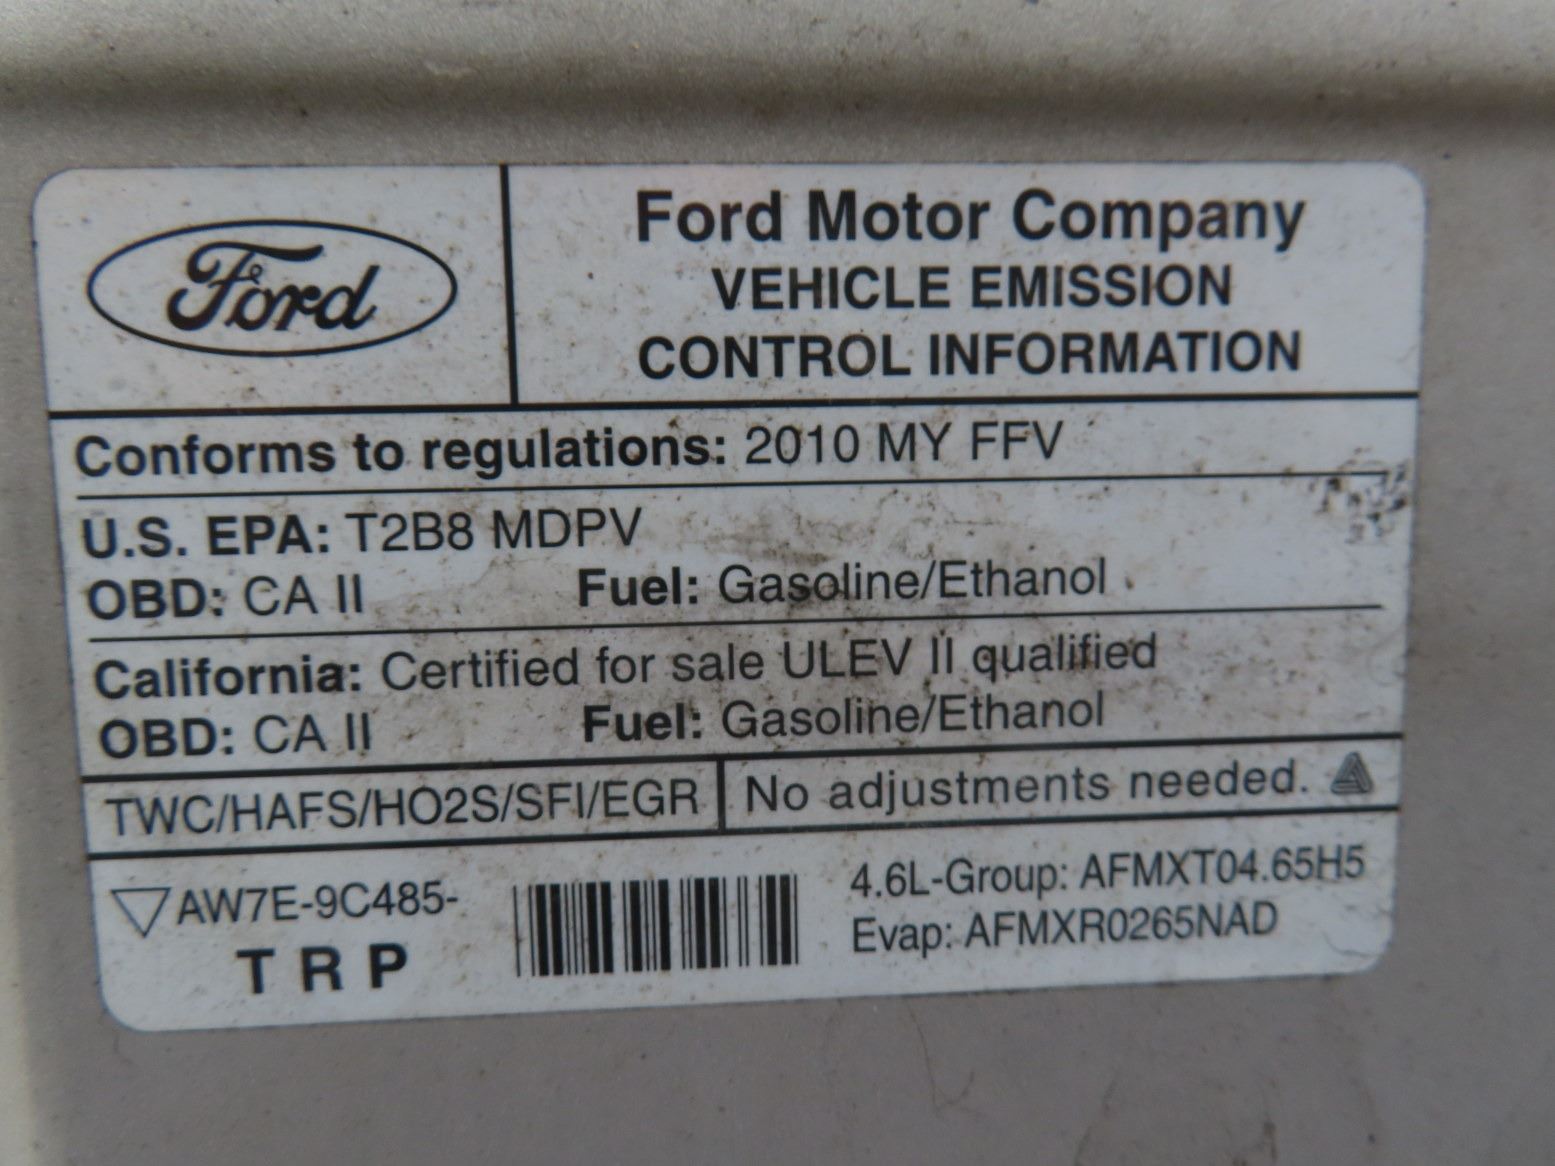 Ford
Ford Motor Company
VEHICLE EMISSION
CONTROL INFORMATION
Conforms to regulations: 2010 MY FFV
U.S. EPA: T2B8 MDPV
OBD: CA II Fuel: Gasoline/Ethanol
California: Certified for sale ULEV II qualified
OBD: CA II Fuel: Gasoline/Ethanol
TWC/HAFS/HO2S/SFI/EGR
No adjustments needed.
AW7E-9C485-
TRP
4.6L-Group: AFMXT04.65H5
Evap: AFMXR0265NAD